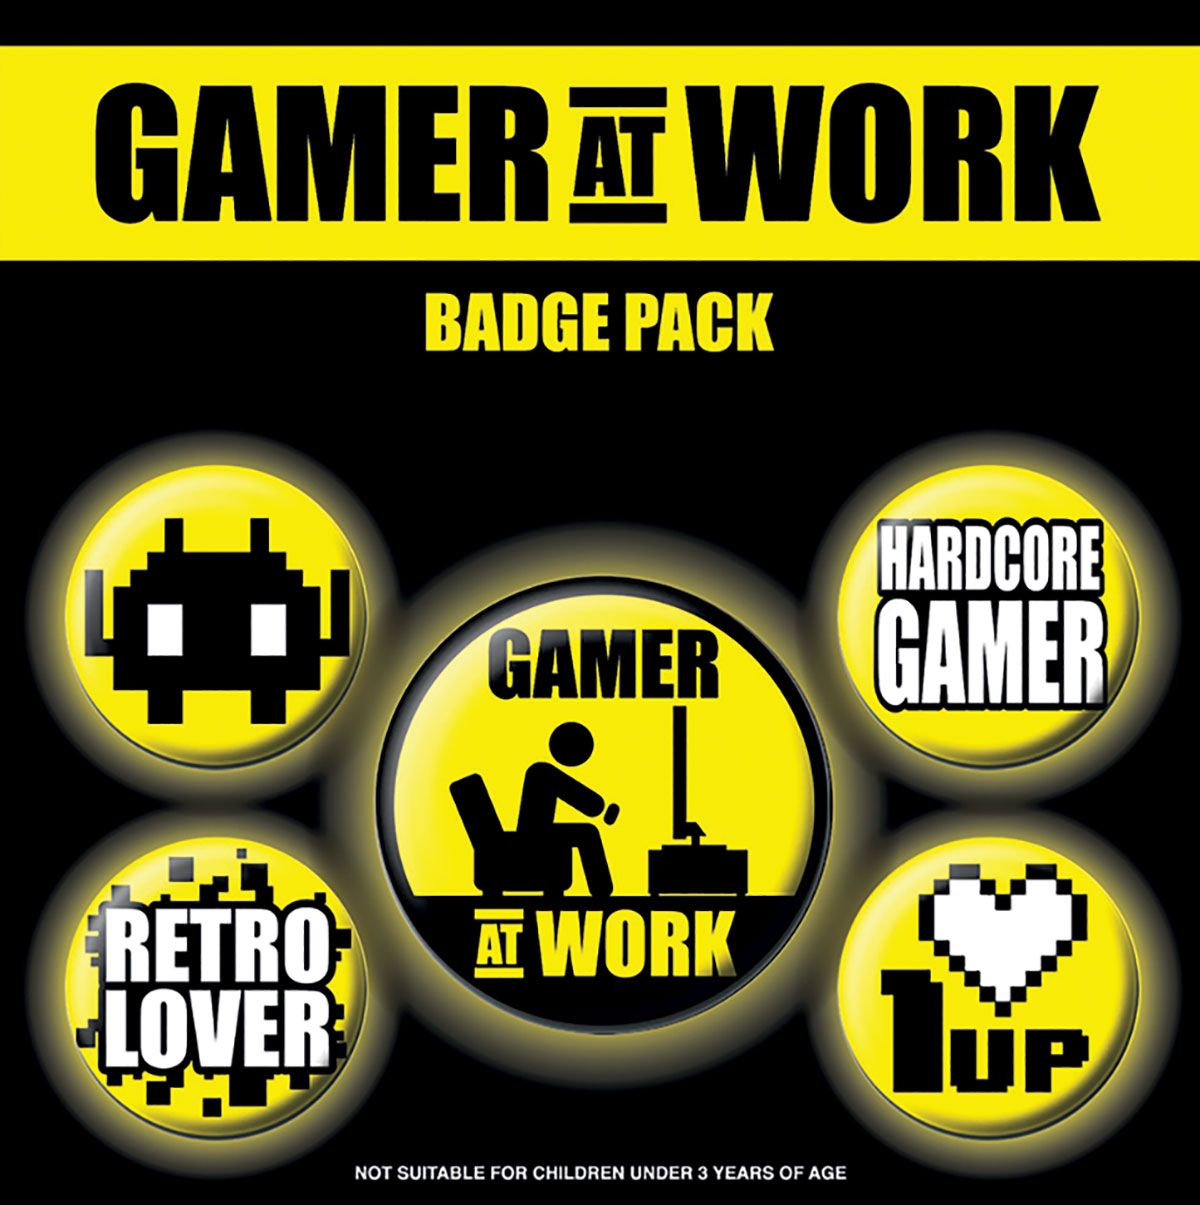 GAMER AT WORK
BADGE PACK
HARDCORE
GAMER
GAMER
AT WORK
RETRO
LOVER
1UP
NOT SUITABLE FOR CHILDREN UNDER 3 YEARS OF AGE